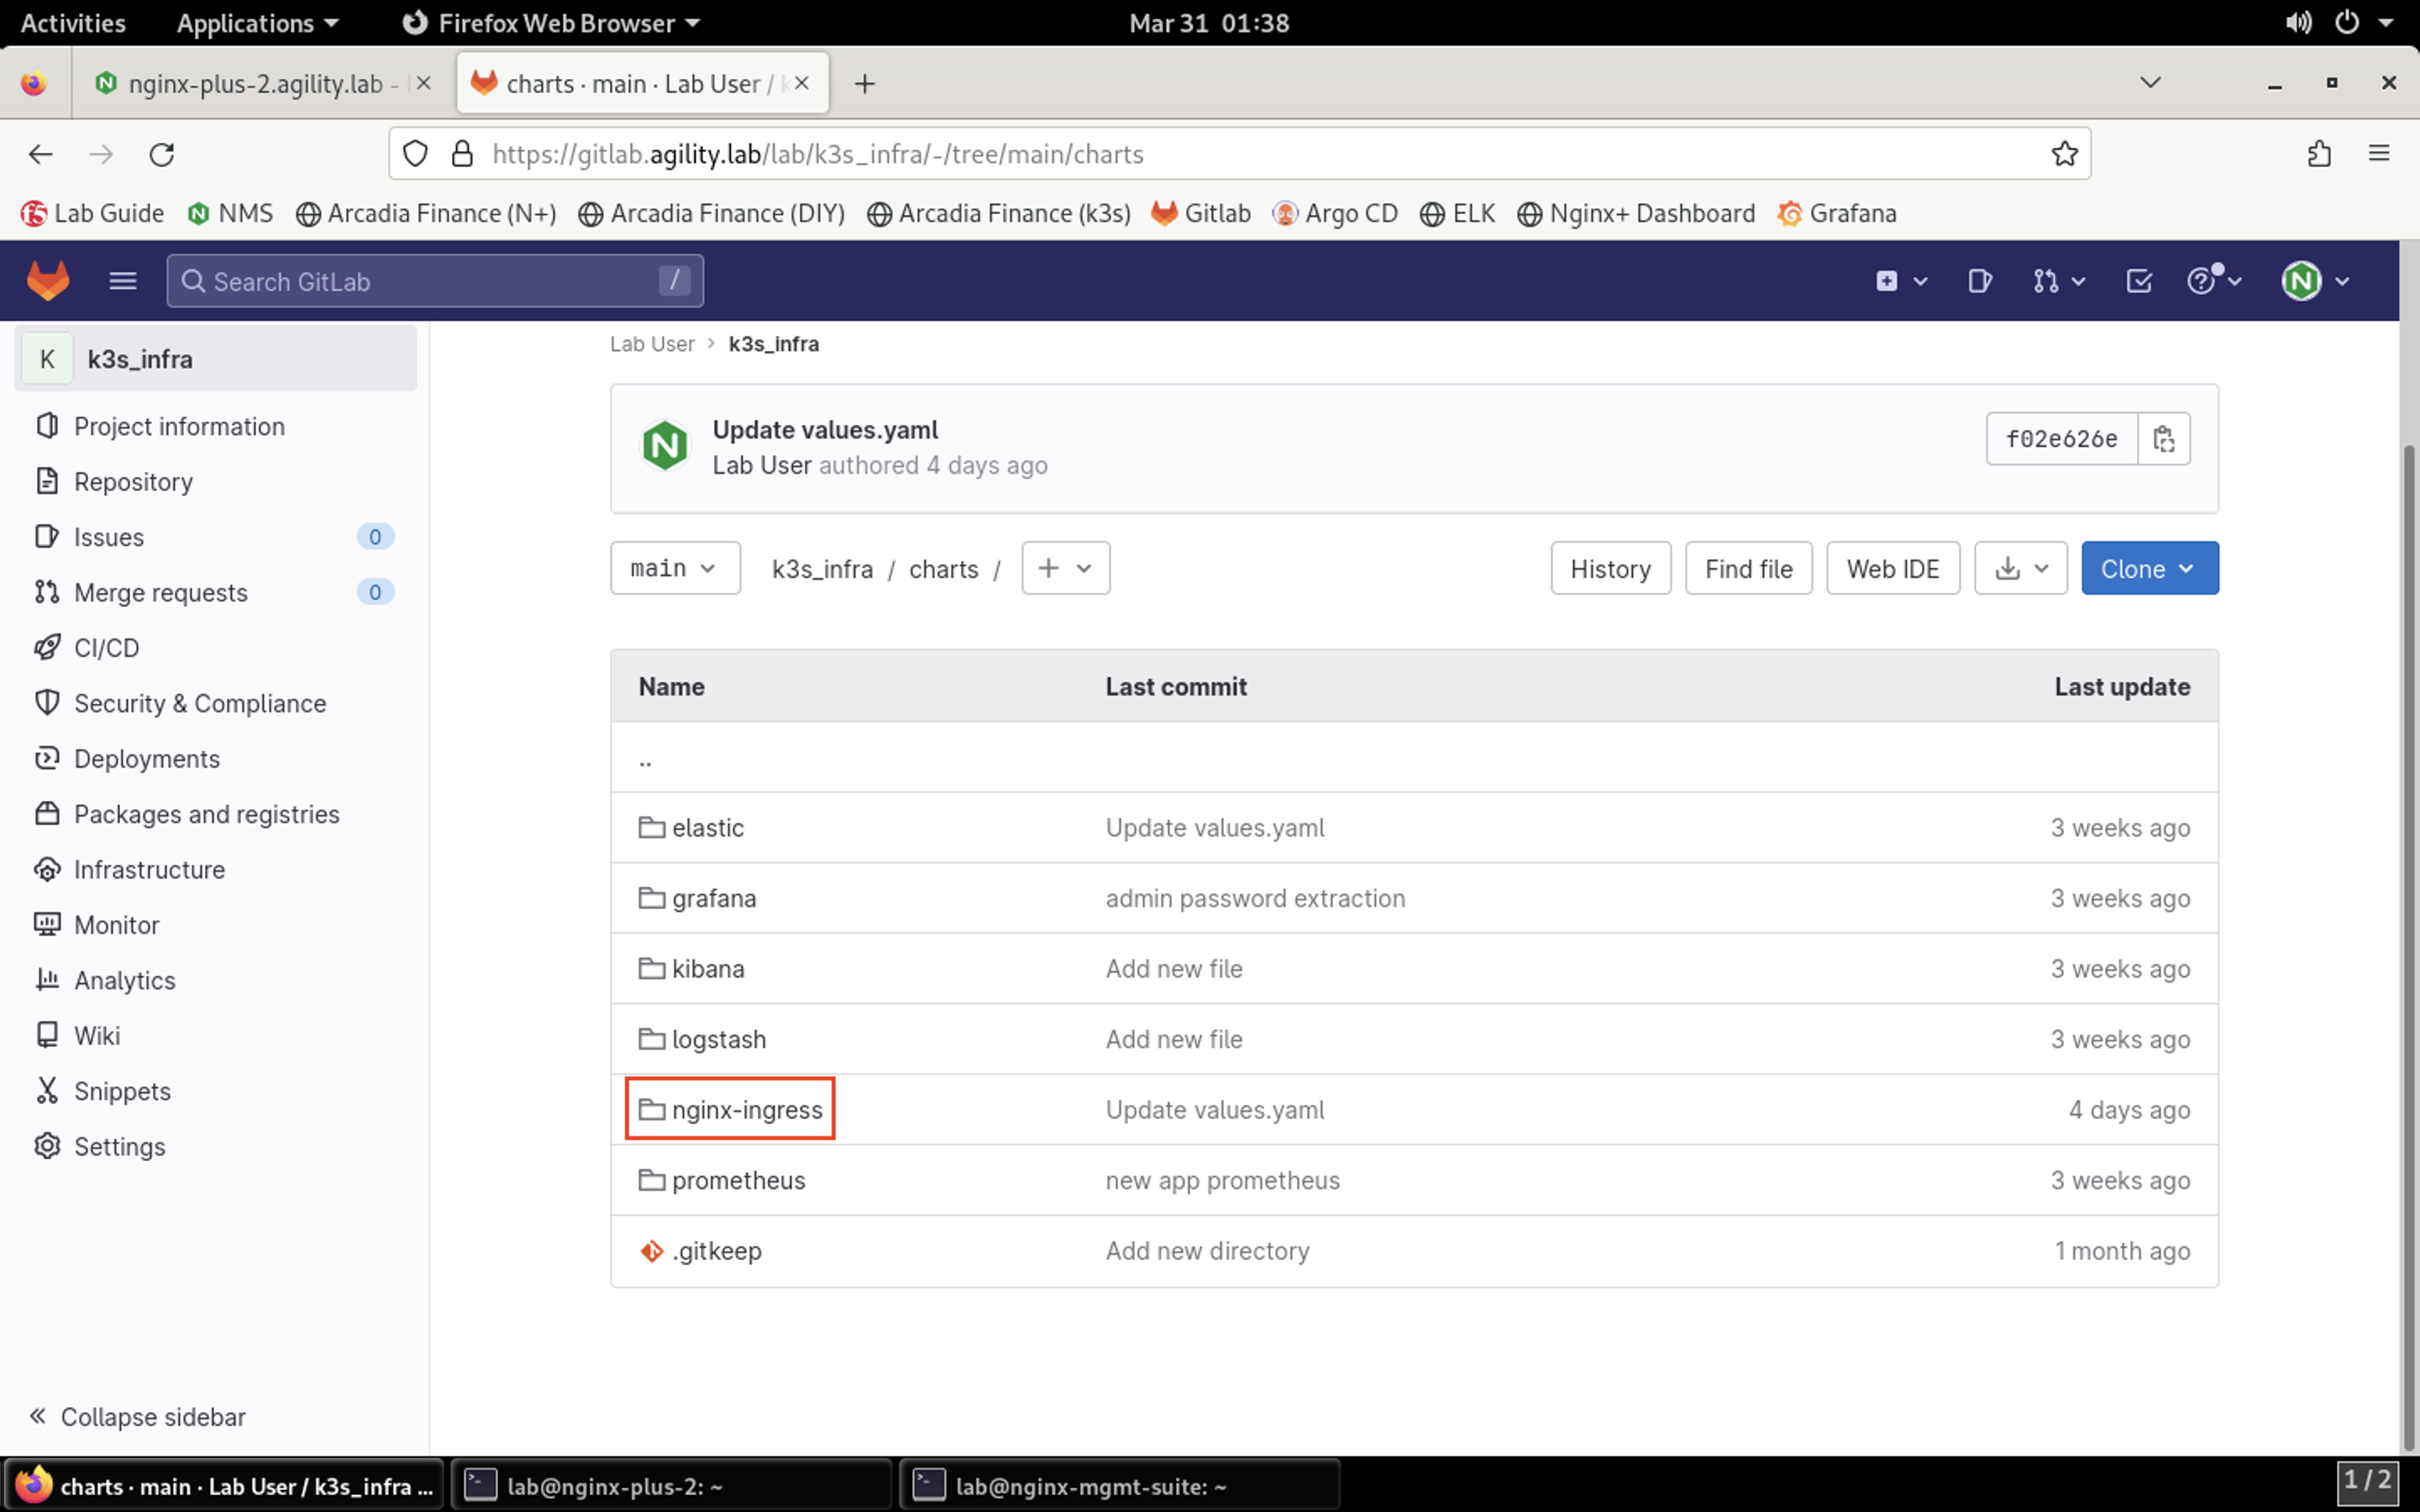 Activities Applications Firefox Web Browser Mar 31 01:38
nginx-plus-2.agility.lab - charts · main · Lab User / k
https://gitlab.agility.lab/lab/k3s_infra/-/tree/main/charts
Lab Guide NMS Arcadia Finance (N+) Arcadia Finance (DIY) Arcadia Finance (k3s) Gitlab Argo CD ELK Nginx+ Dashboard Grafana
Search GitLab /
K k3s_infra
Project information
Repository
Issues 0
Merge requests 0
CI/CD
Security & Compliance
Deployments
Packages and registries
Infrastructure
Monitor
Analytics
Wiki
Snippets
Settings
Collapse sidebar
Lab User > k3s_infra
Update values.yaml
Lab User authored 4 days ago
f02e626e
main k3s_infra / charts / + History Find file Web IDE Clone
Name Last commit Last update
..
elastic Update values.yaml 3 weeks ago
grafana admin password extraction 3 weeks ago
kibana Add new file 3 weeks ago
logstash Add new file 3 weeks ago
nginx-ingress Update values.yaml 4 days ago
prometheus new app prometheus 3 weeks ago
.gitkeep Add new directory 1 month ago
charts · main · Lab User / k3s_infra ... lab@nginx-plus-2: ~ lab@nginx-mgmt-suite: ~ 1 / 2